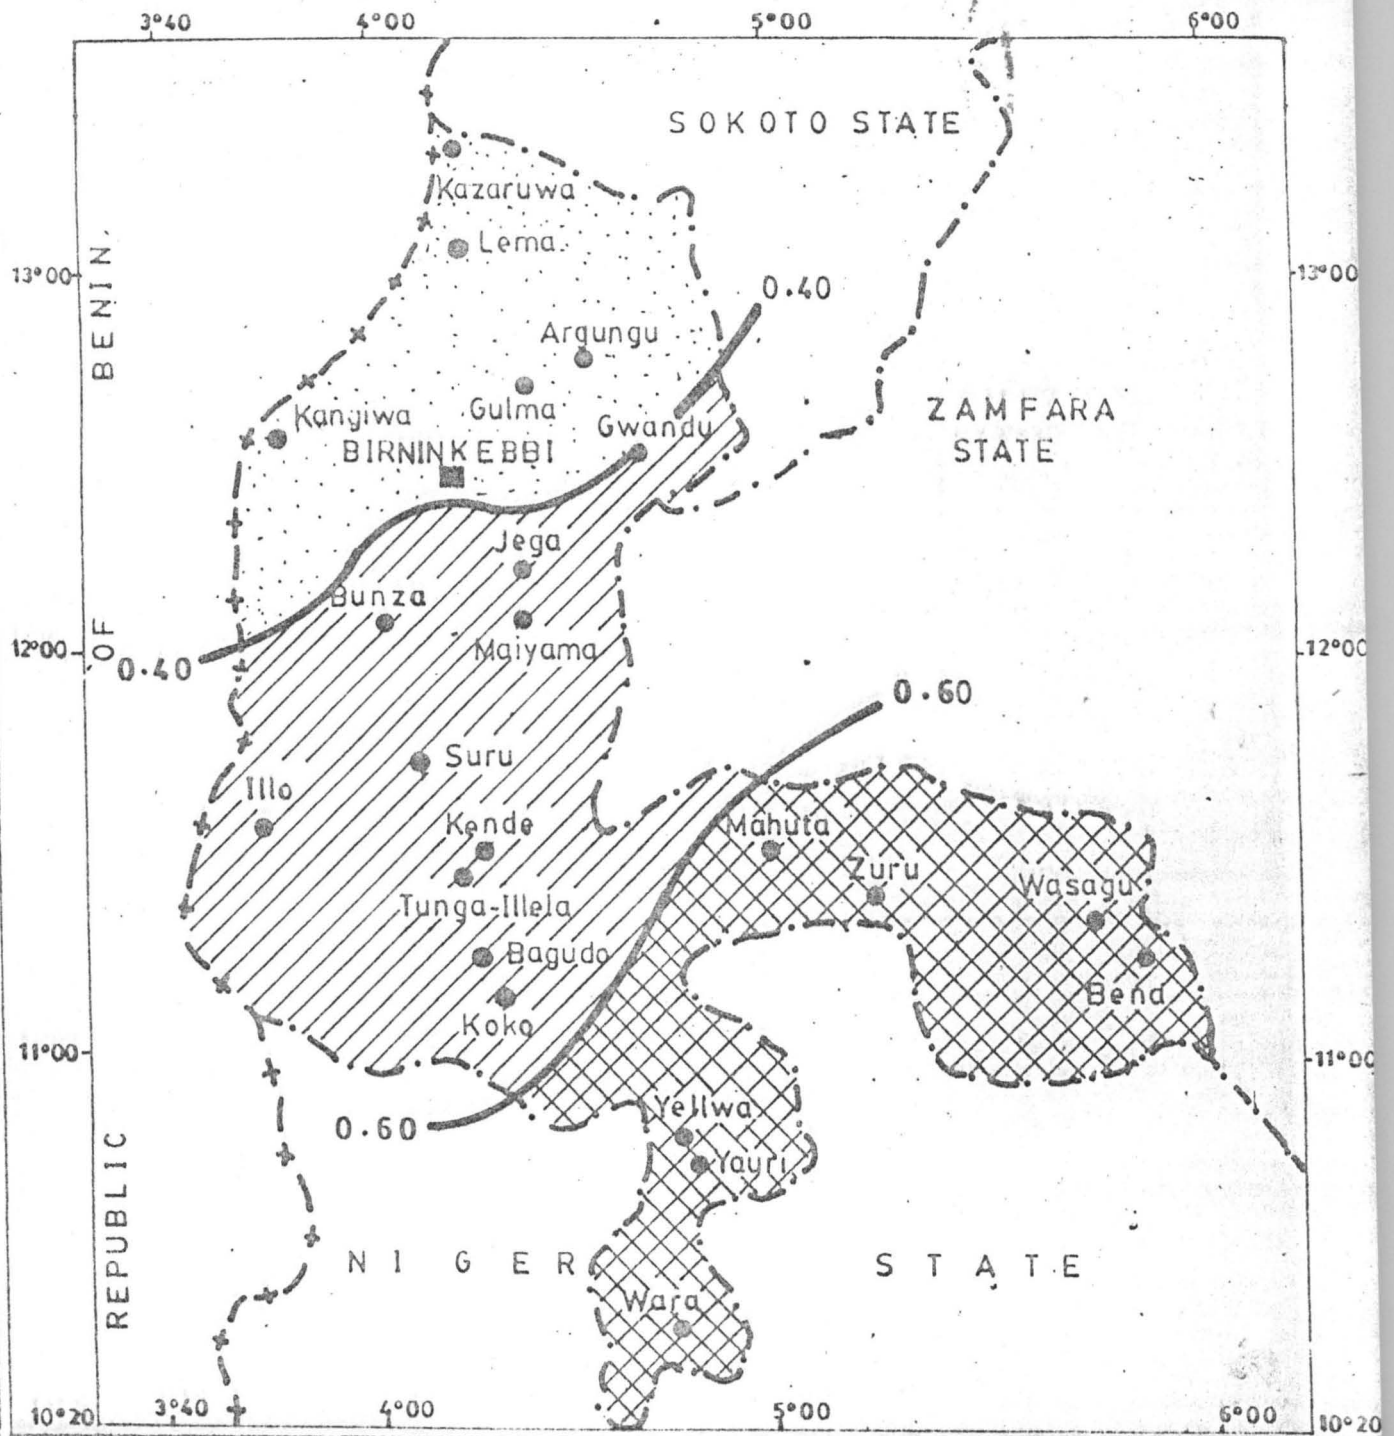 3°40 4°00 5°00 6°00
SOKOTO STATE
Kazaruwa
Lema
13°00 13°00
0.40
Argungu
Kangiwa Gulma
Gwandu
BIRNINKEBBI
ZAMFARA
STATE
Jega
Bunza
12°00 12°00
0.40 Maiyama
0.60
Suru
Illo
Kende
Mahuta
Zuru
Wasagu
Tunga-Illela
Bagudo
Bena
Koko
11°00 11°00
0.60
Yellwa
Yayri
NIGER STATE
Wara
REPUBLIC OF BENIN.
3°40 4°00 5°00 6°00
10°20 10°20